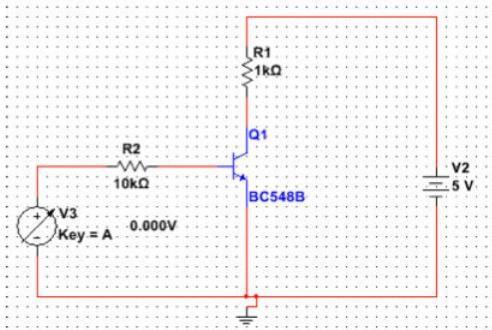 R1
1kΩ
Q1
R2
10kΩ
BC548B
V2
5 V
V3
Key = A
0.000V